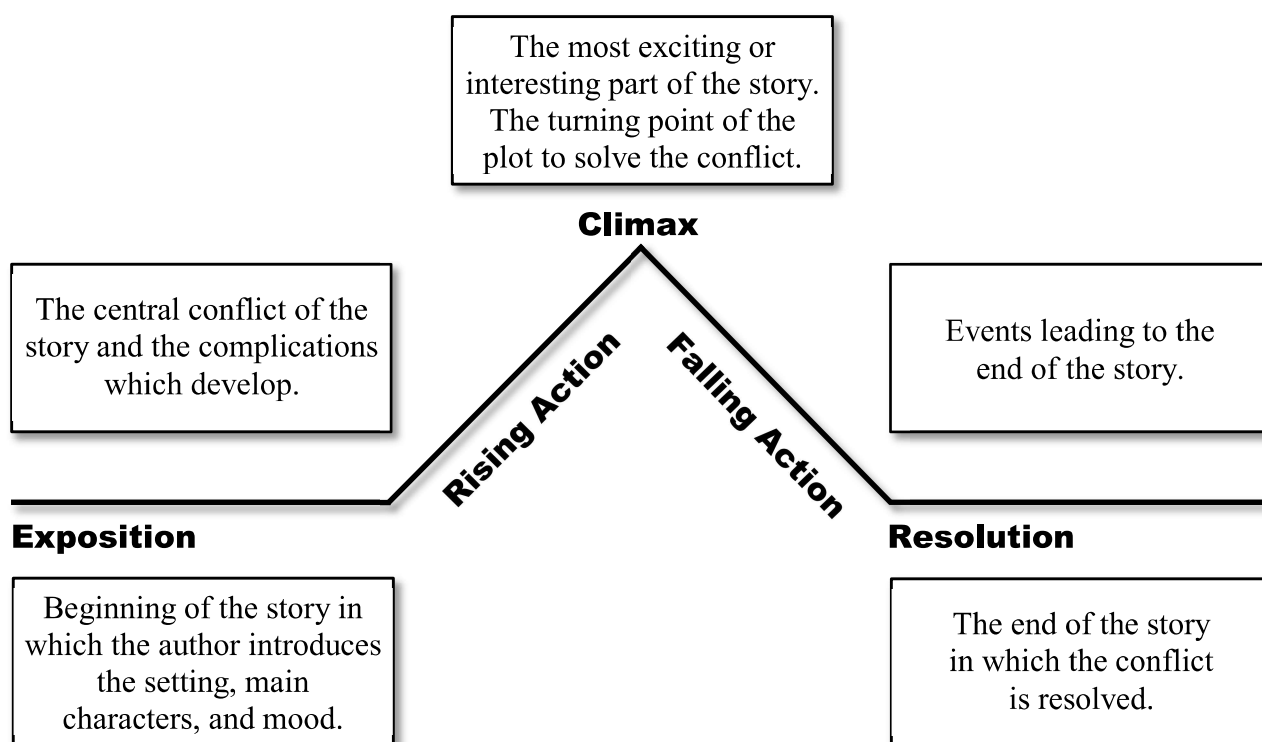 The most exciting or
interesting part of the story.
The turning point of the
plot to solve the conflict.
Climax
The central conflict of the
story and the complications
which develop.
Rising Action
Falling Action
Events leading to the
end of the story.
Exposition
Resolution
Beginning of the story in
which the author introduces
the setting, main
characters, and mood.
The end of the story
in which the conflict
is resolved.